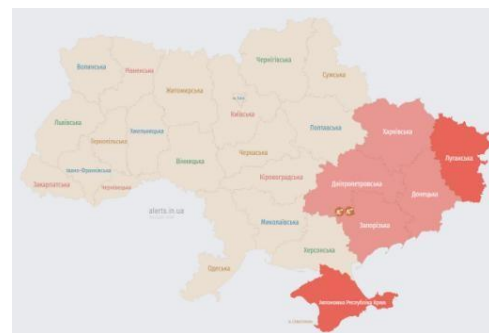 Чернігівська
Волинська
Рівненська
Сумська
Житомирська
м. Київ
Київська
Львівська
Тернопільська
Хмельницька
Полтавська
Харківська
Луганська
Черкаська
Вінницька
Івано-Франківська
Закарпатська
Чернівецька
Кіровоградська
Дніпропетровська
Донецька
alerts.in.ua
Миколаївська
Запорізька
Херсонська
Одеська
Автономна Республіка Крим